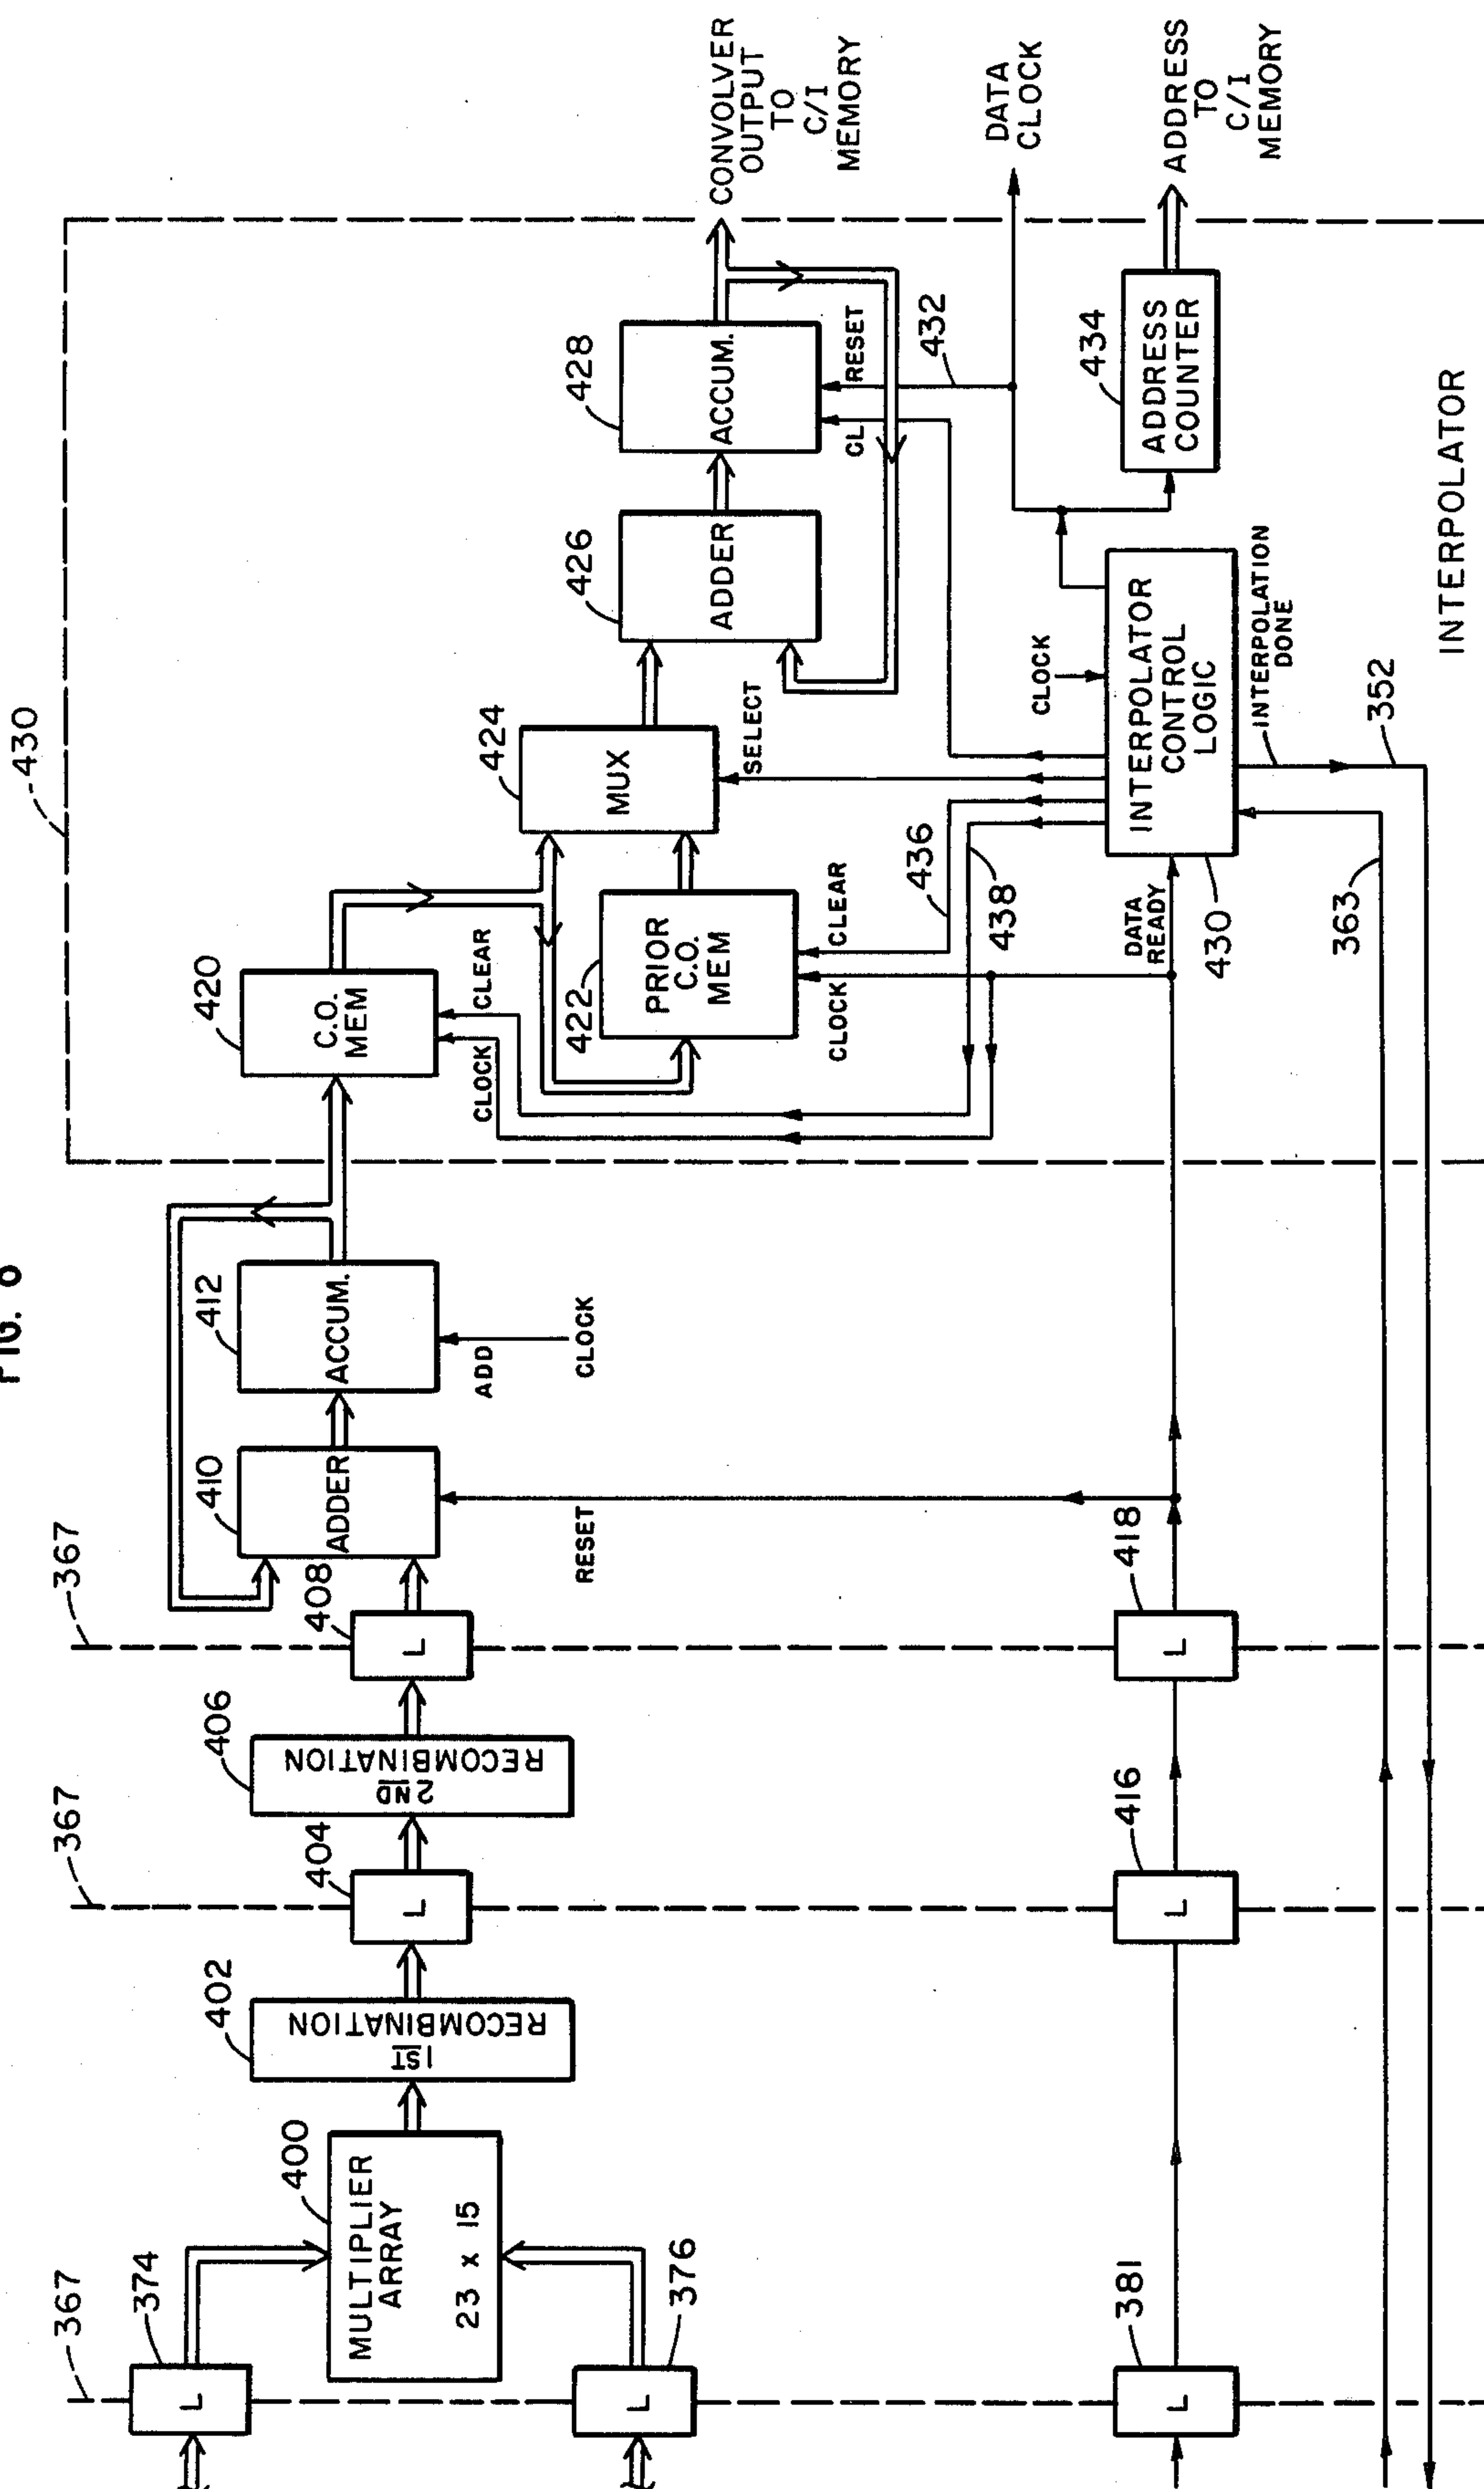 FIG. 6
430
367
367
367
374
L
376
L
381
L
400
MULTIPLIER
ARRAY
23 x 15
402
1ST
RECOMBINATION
404
L
416
L
406
2ND
RECOMBINATION
408
L
418
L
410
ADDER
RESET
412
ACCUM.
ADD
CLOCK
420
C.O.
MEM
CLOCK
CLEAR
422
PRIOR
C.O.
MEM
CLOCK
CLEAR
424
MUX
SELECT
426
ADDER
428
ACCUM.
CL
RESET
432
436
438
DATA
READY
430
INTERPOLATOR
CONTROL
LOGIC
CLOCK
INTERPOLATION
DONE
434
ADDRESS
COUNTER
363
352
INTERPOLATOR
CONVOLVER
OUTPUT
TO
C/I
MEMORY
DATA
CLOCK
ADDRESS
TO
C/I
MEMORY